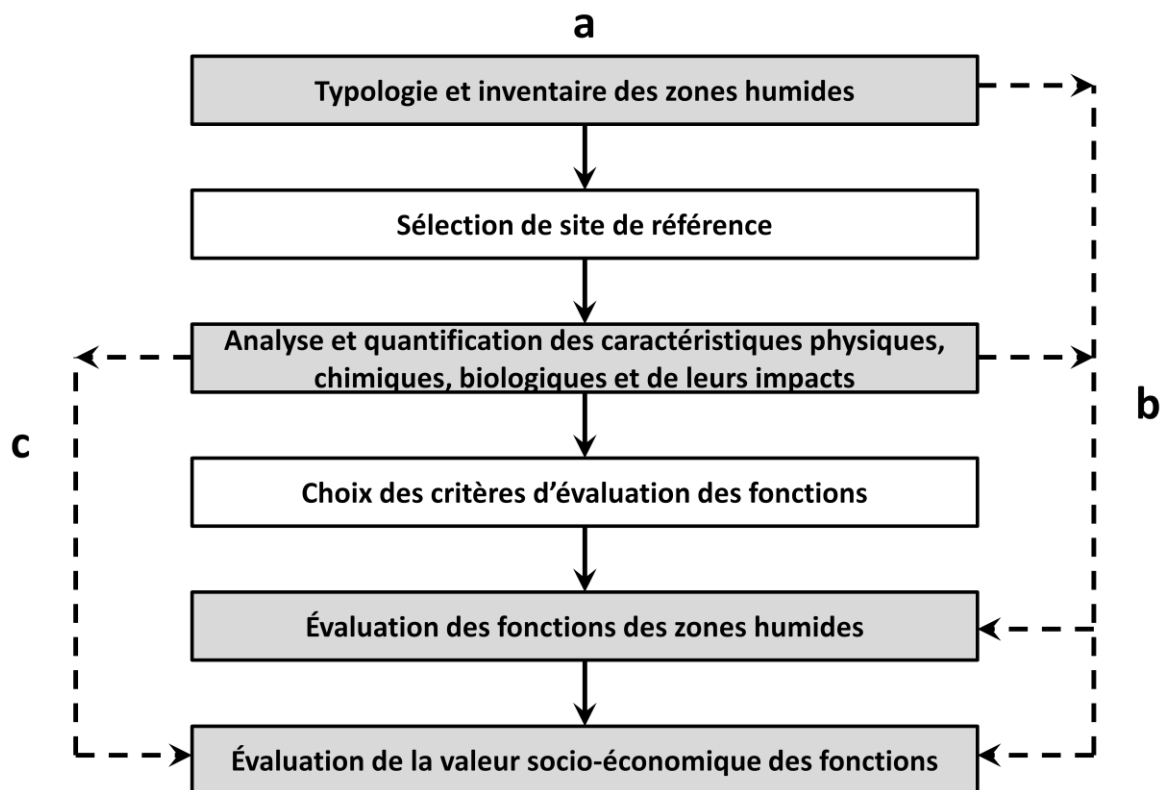 a
Typologie et inventaire des zones humides
Sélection de site de référence
Analyse et quantification des caractéristiques physiques,
chimiques, biologiques et de leurs impacts
c
b
Choix des critères d’évaluation des fonctions
Évaluation des fonctions des zones humides
Évaluation de la valeur socio-économique des fonctions